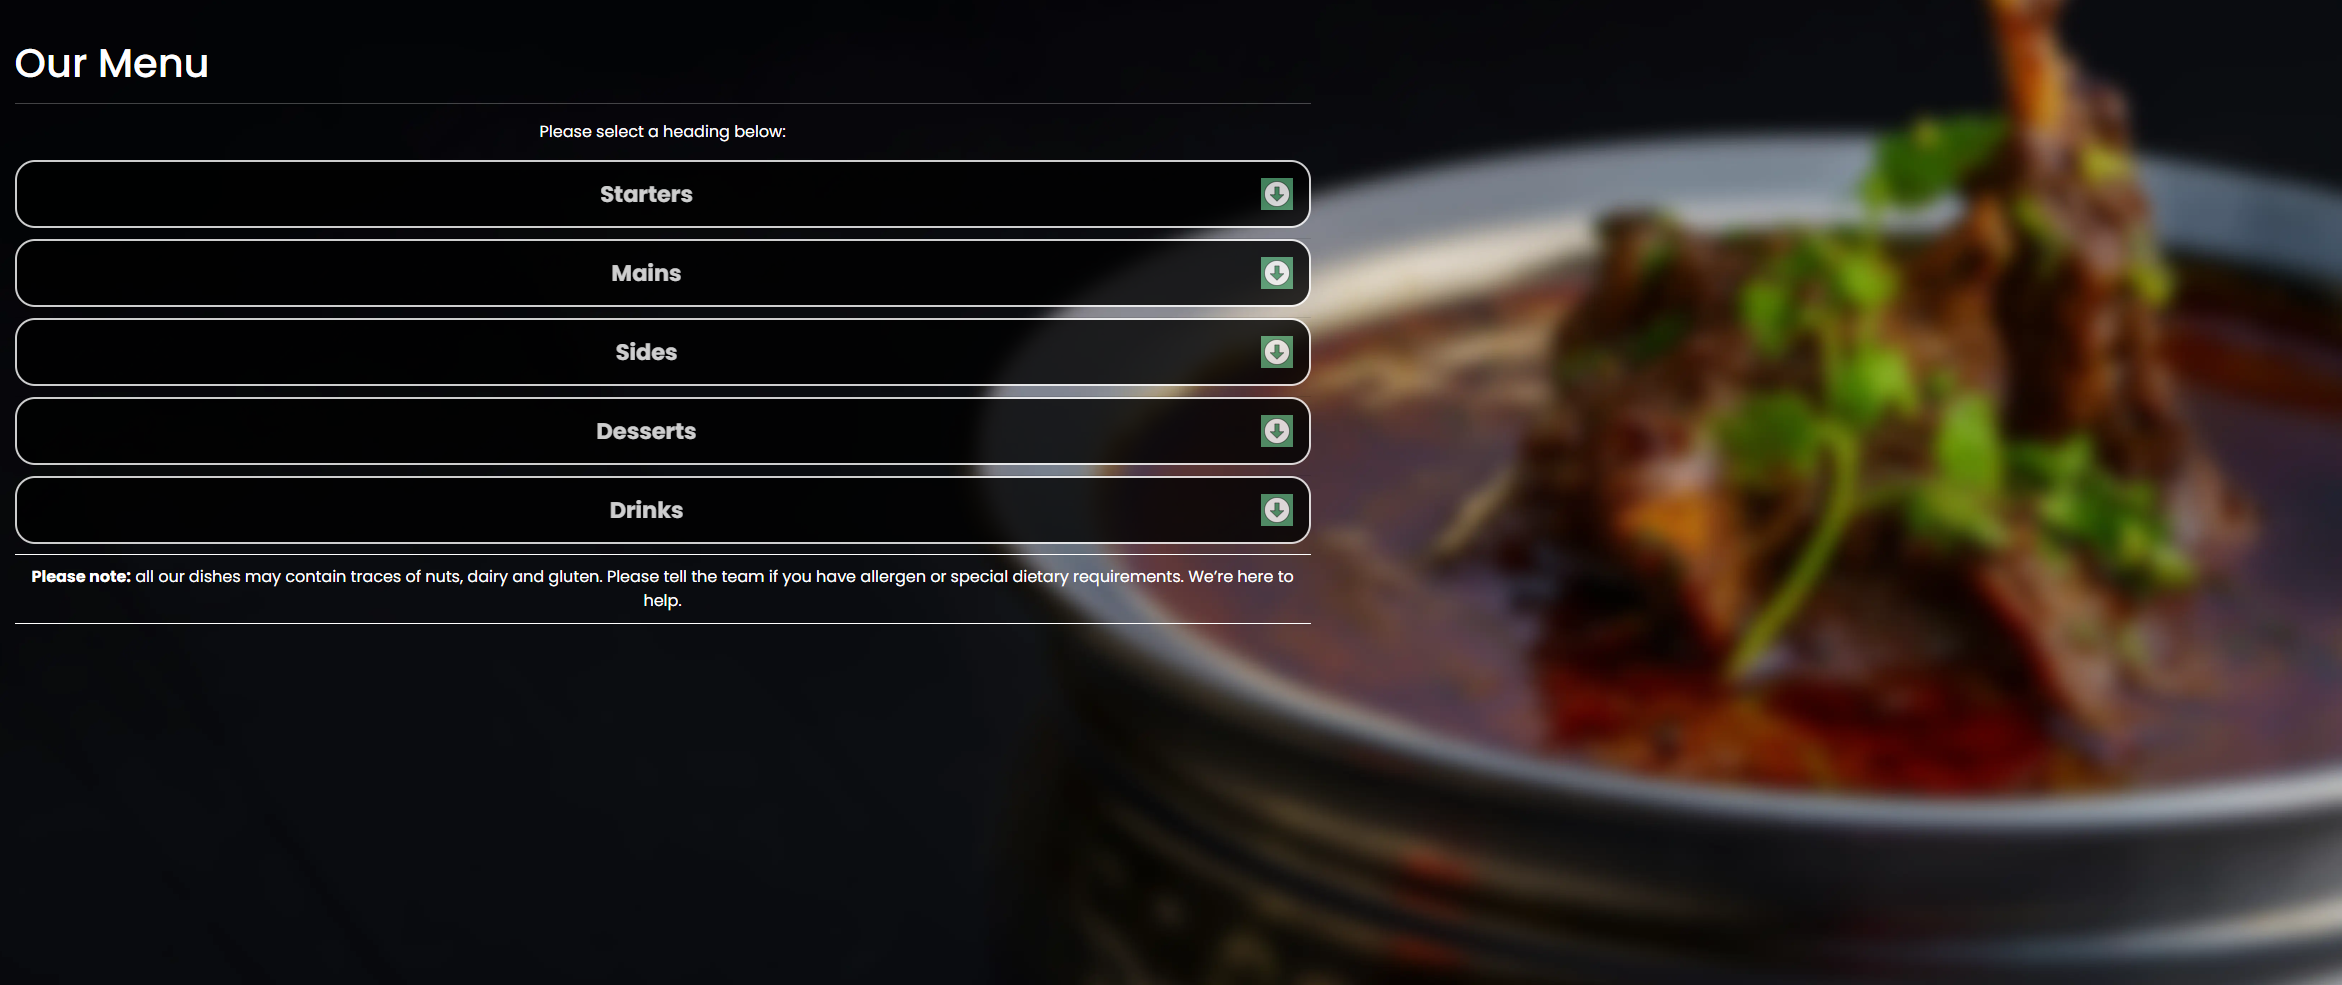 Our Menu
Please select a heading below:
Starters
Mains
Sides
Desserts
Drinks
Please note: all our dishes may contain traces of nuts, dairy and gluten. Please tell the team if you have allergen or special dietary requirements. We’re here to
help.